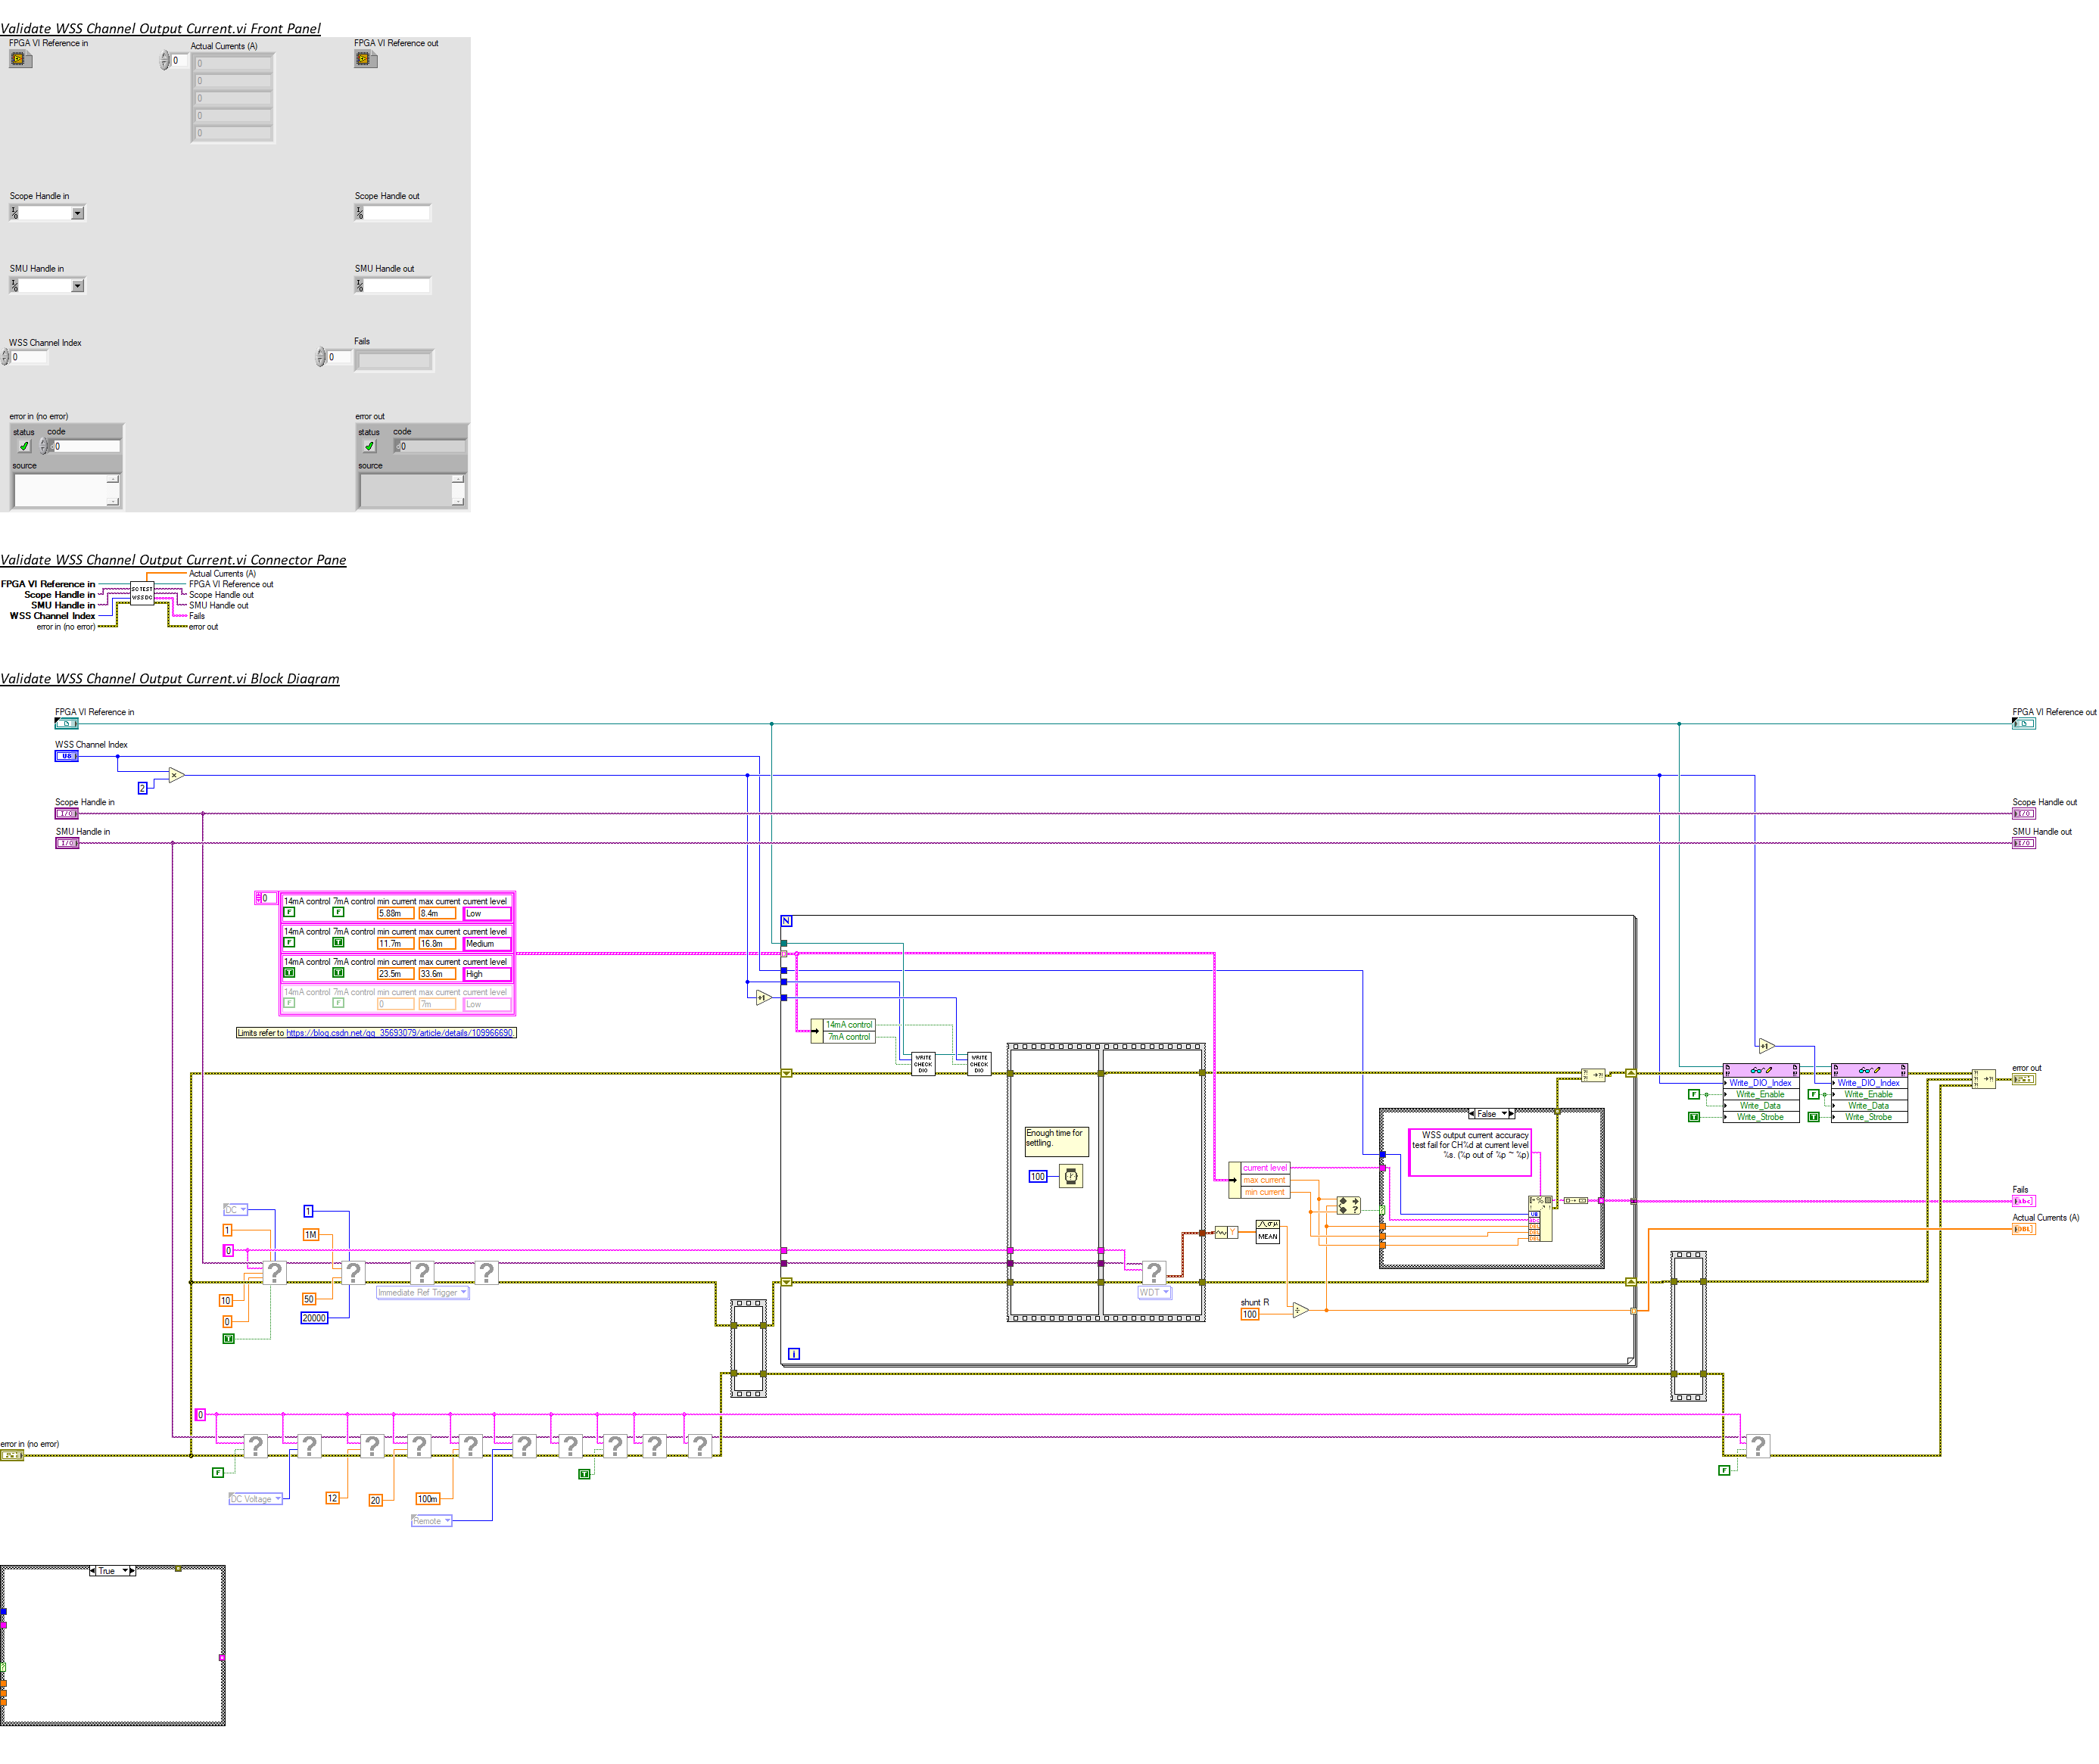 Validate WSS Channel Output Current.vi Front Panel
FPGA VI Reference in
Actual Currents (A)
FPGA VI Reference out
0
0
0
0
0
0
Scope Handle in
Scope Handle out
SMU Handle in
SMU Handle out
WSS Channel Index
Fails
0
0
error in (no error)
error out
status code
status code
0
0
source
source
Validate WSS Channel Output Current.vi Connector Pane
Actual Currents (A)
FPGA VI Reference in
FPGA VI Reference out
Scope Handle in
Scope Handle out
SMU Handle in
SMU Handle out
WSS Channel Index
Fails
error in (no error)
error out
SCTEST
WSSDC
Validate WSS Channel Output Current.vi Block Diagram
FPGA VI Reference in
FPGA VI Reference out
WSS Channel Index
U8
2
×
Scope Handle in
I/O
Scope Handle out
I/O
SMU Handle in
I/O
SMU Handle out
I/O
0
14mA control 7mA control min current max current current level
F F 5.88m 8.4m Low
14mA control 7mA control min current max current current level
F T 11.7m 16.8m Medium
14mA control 7mA control min current max current current level
T T 23.5m 33.6m High
14mA control 7mA control min current max current current level
F F 0 7m Low
Limits refer to https://blog.csdn.net/qq_35693079/article/details/109966690.
N
+1
14mA control
7mA control
WRITE CHECK DIO
WRITE CHECK DIO
Enough time for
settling.
100
current level
max current
min current
False
WSS output current accuracy
test fail for CH%d at current level
%s. (%p out of %p ~ %p)
MEAN
shunt R
100
÷
WDT
i
+1
Write_DIO_Index
Write_Enable
Write_Data
Write_Strobe
F
T
Write_DIO_Index
Write_Enable
Write_Data
Write_Strobe
F
T
error out
Fails
abc
Actual Currents (A)
DBL
DC
1
0
10
0
T
1
1M
50
20000
Immediate Ref Trigger
? ? ? ? ?
0
error in (no error)
? ? ? ? ? ? ? ? ? ? ?
F
DC Voltage
12
20
100m
Remote
T
F
True